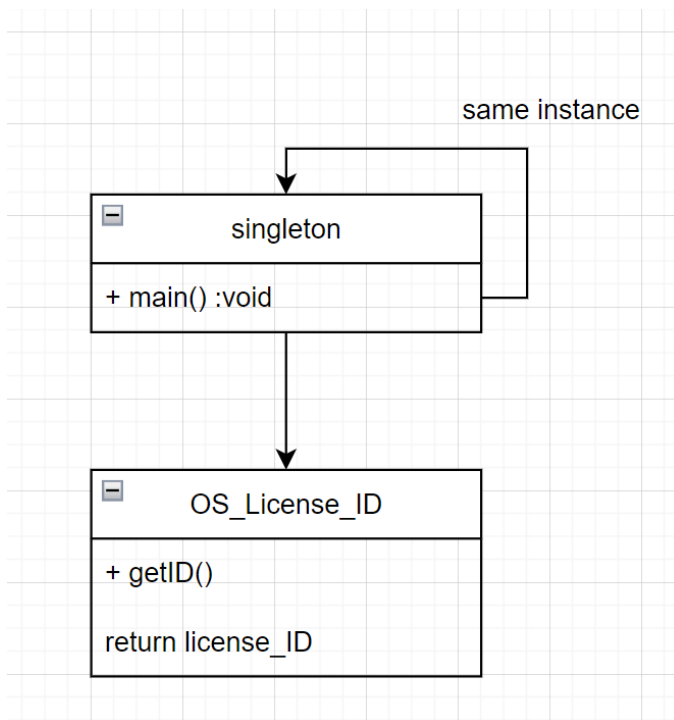 same instance
singleton
+ main() :void
OS_License_ID
+ getID()
return license_ID